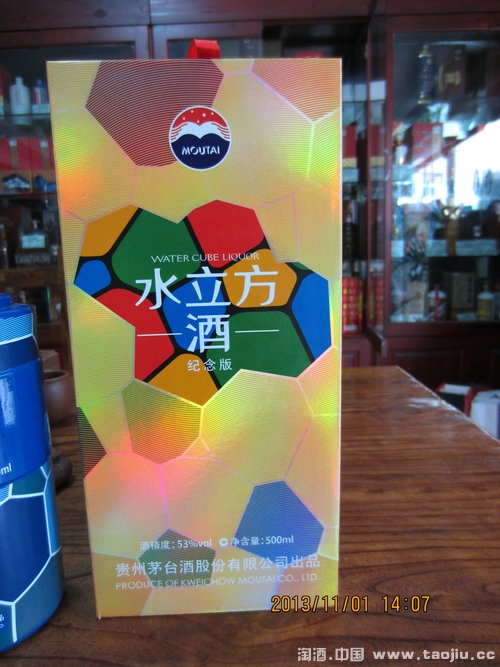 MOUTAI
WATER CUBE LIQUOR
水立方
酒
纪念版
酒精度:53%vol 净含量:500ml
贵州茅台酒股份有限公司出品
PRODUCE OF KWEICHOW MOUTAI CO., LTD
ml
2013/11/01 14:07
淘酒.中国 www.taojiu.cc